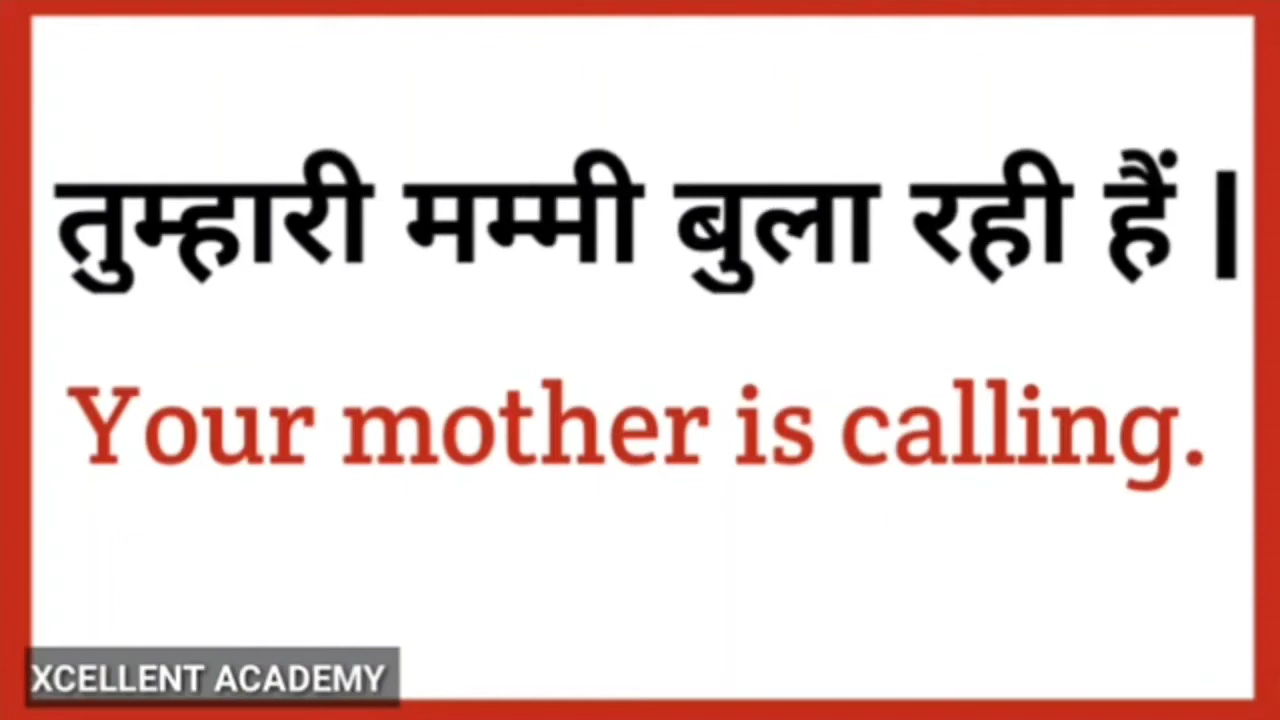 तुम्हारी मम्मी बुला रही हैं |
Your mother is calling.
XCELLENT ACADEMY